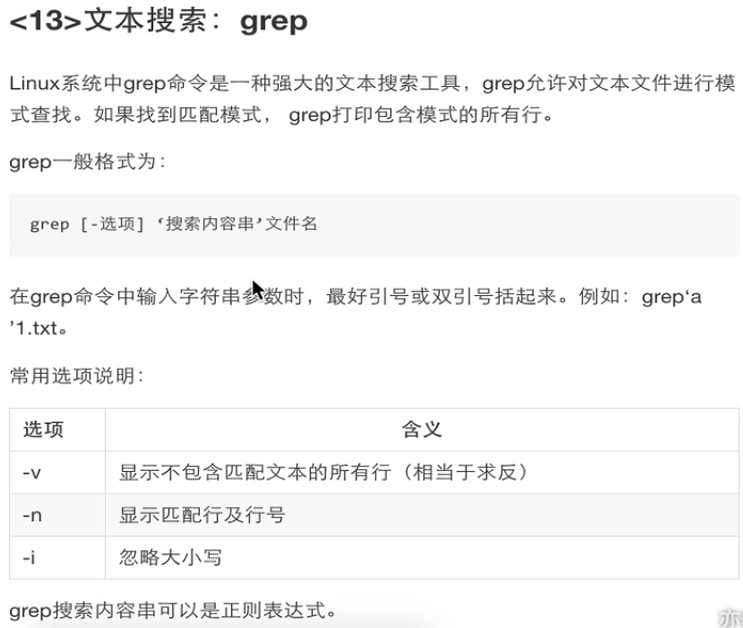 <13>文本搜索：grep
Linux系统中grep命令是一种强大的文本搜索工具，grep允许对文本文件进行模
式查找。如果找到匹配模式， grep打印包含模式的所有行。
grep一般格式为：
grep [-选项] ‘搜索内容串’文件名
在grep命令中输入字符串参数时，最好引号或双引号括起来。例如：grep‘a
’1.txt。
常用选项说明：
选项 含义
-v 显示不包含匹配文本的所有行（相当于求反）
-n 显示匹配行及行号
-i 忽略大小写
grep搜索内容串可以是正则表达式。